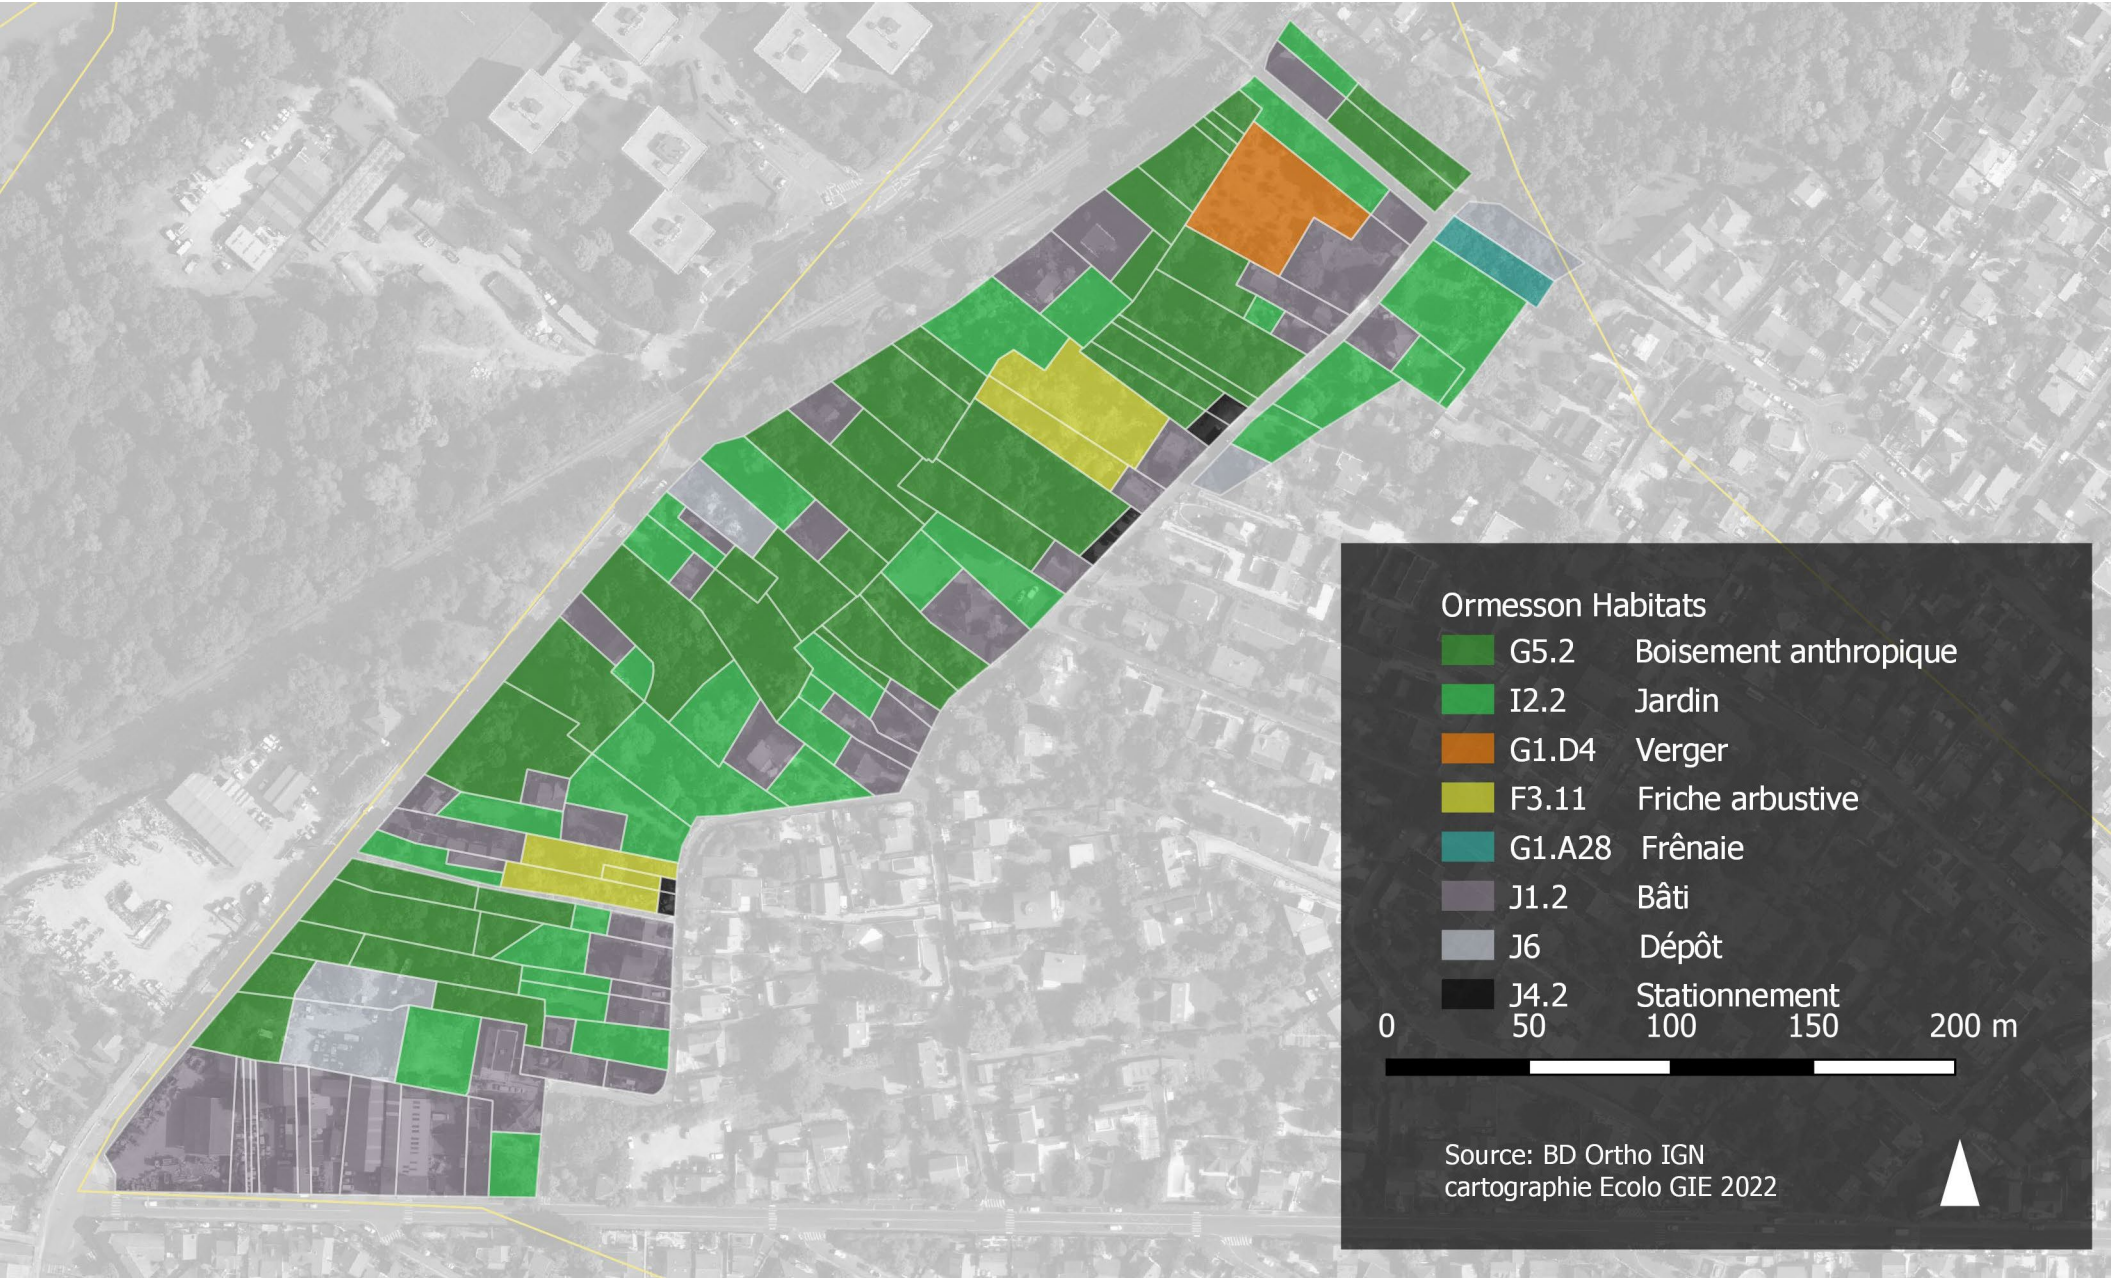 Ormesson Habitats
G5.2 Boisement anthropique
I2.2 Jardin
G1.D4 Verger
F3.11 Friche arbustive
G1.A28 Frênaie
J1.2 Bâti
J6 Dépôt
J4.2 Stationnement
0 50 100 150 200 m
Source: BD Ortho IGN
cartographie Ecolo GIE 2022